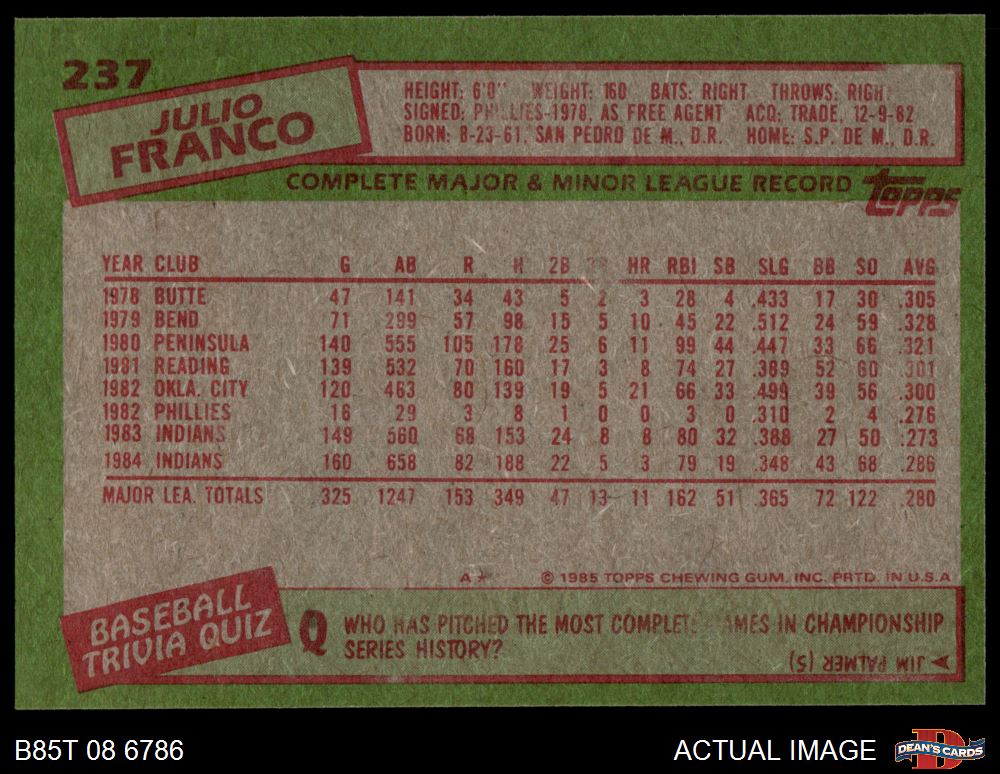 237
JULIO
FRANCO
HEIGHT: 6'0" WEIGHT: 160 BATS: RIGHT THROWS: RIGH
SIGNED: PH LLIES-1978, AS FREE AGENT ACQ: TRADE, 12-9-82
BORN: 8-23-61, SAN PEDRO DE M., D.R. HOME: S.P. DE M., D.R.
COMPLETE MAJOR & MINOR LEAGUE RECORD Topps
YEAR CLUB G AB R H 2B 3B HR RBI SB SLG BB SO AVG
1978 BUTTE 47 141 34 43 5 2 3 28 4 .433 17 30 .305
1979 BEND 71 299 57 98 15 5 10 45 22 .512 24 59 .328
1980 PENINSULA 140 555 105 178 25 6 11 99 44 .447 33 66 .321
1981 READING 139 532 70 160 17 3 8 74 27 .389 52 60 .301
1982 OKLA. CITY 120 463 80 139 19 5 21 66 33 .499 39 56 .300
1982 PHILLIES 16 29 3 8 1 0 0 3 0 .310 2 4 .276
1983 INDIANS 149 560 68 153 24 8 8 80 32 .388 27 50 .273
1984 INDIANS 160 658 82 188 22 5 3 79 19 .348 43 68 .286
MAJOR LEA. TOTALS 325 1247 153 349 47 13 11 162 51 .365 72 122 .280
A* © 1985 TOPPS CHEWING GUM, INC. PRTD. IN U.S.A
BASEBALL
TRIVIA QUIZ
Q WHO HAS PITCHED THE MOST COMPLETE GAMES IN CHAMPIONSHIP
SERIES HISTORY?
JIM PALMER (5)
B85T 08 6786
ACTUAL IMAGE
D
DEAN'S CARDS